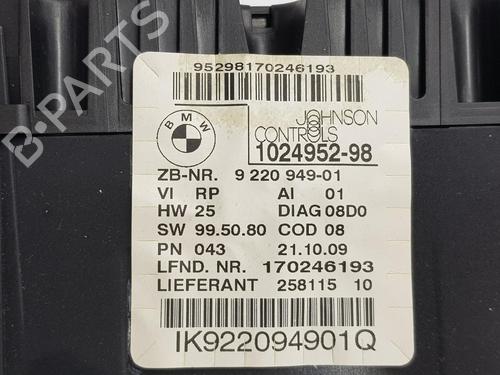 95298170246193
BMW
JOHNSON
CONTROLS
1024952-98
ZB-NR. 9 220 949-01
VI RP AI 01
HW 25 DIAG 08D0
SW 99.50.80 COD 08
PN 043 21.10.09
LFND. NR. 170246193
LIEFERANT 258115 10
IK922094901Q
B-PARTS